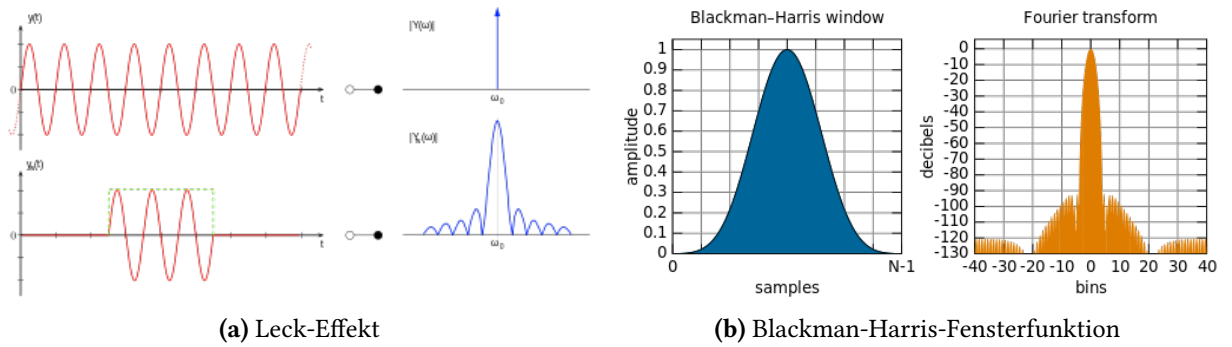 y(t)
0
t
|Y(ω)|
ω₀
0
t
ω₀
Blackman–Harris window
1
0.9
0.8
0.7
0.6
0.5
0.4
0.3
0.2
0.1
0
amplitude
0
N-1
samples
Fourier transform
0
-10
-20
-30
-40
-50
-60
-70
-80
-90
-100
-110
-120
-130
decibels
-40 -30 -20 -10 0 10 20 30 40
bins
(a) Leck-Effekt
(b) Blackman-Harris-Fensterfunktion